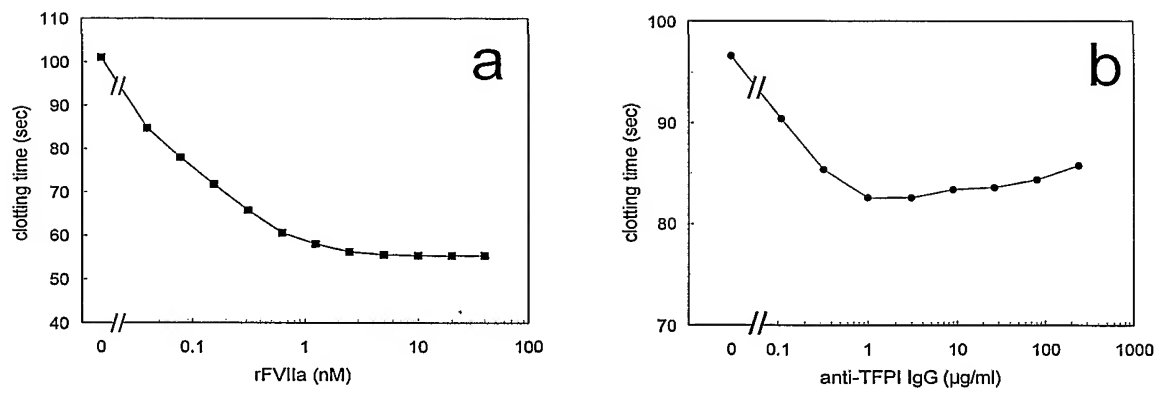 110
100
90
80
70
60
50
40
clotting time (sec)
a
0 0.1 1 10 100
rFVIIa (nM)
100
90
80
70
clotting time (sec)
b
0 0.1 1 10 100 1000
anti-TFPI IgG (µg/ml)